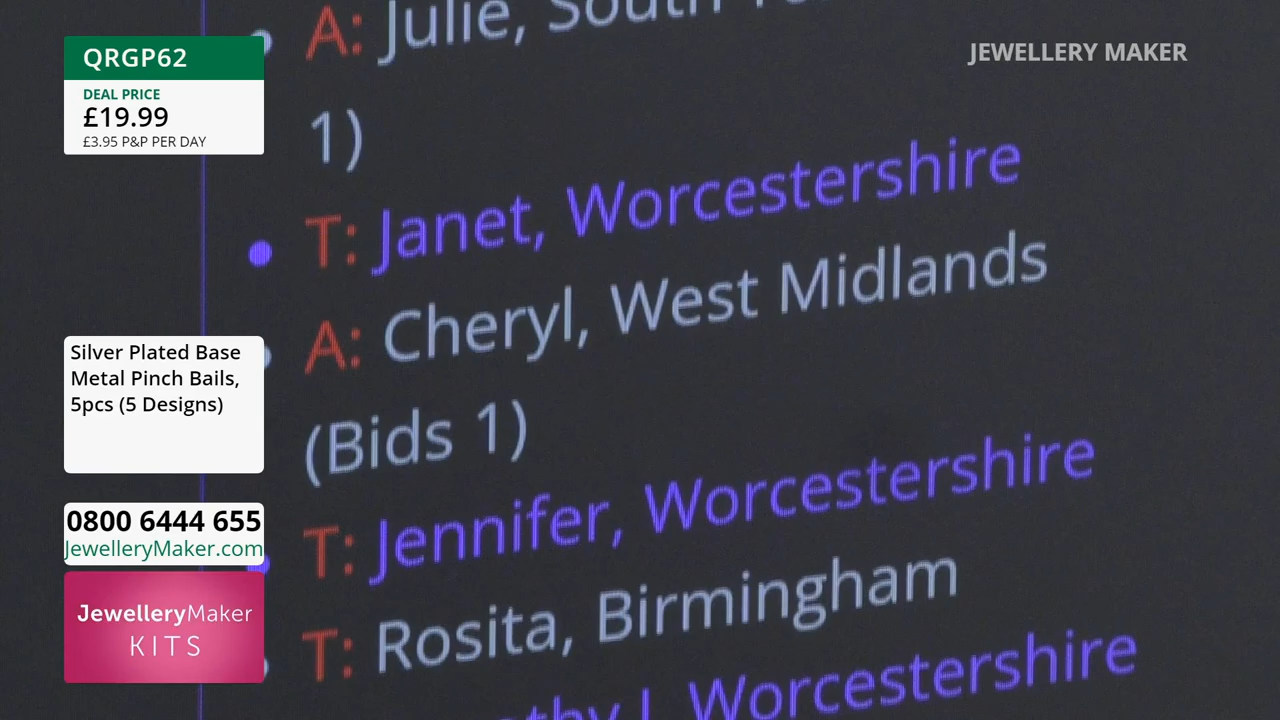 QRGP62
DEAL PRICE
£19.99
£3.95 P&P PER DAY
JEWELLERY MAKER
A: Julie, South
1)
T: Janet, Worcestershire
A: Cheryl, West Midlands
(Bids 1)
T: Jennifer, Worcestershire
T: Rosita, Birmingham
Worcestershire
Silver Plated Base
Metal Pinch Bails,
5pcs (5 Designs)
0800 6444 655
JewelleryMaker.com
JewelleryMaker
KITS